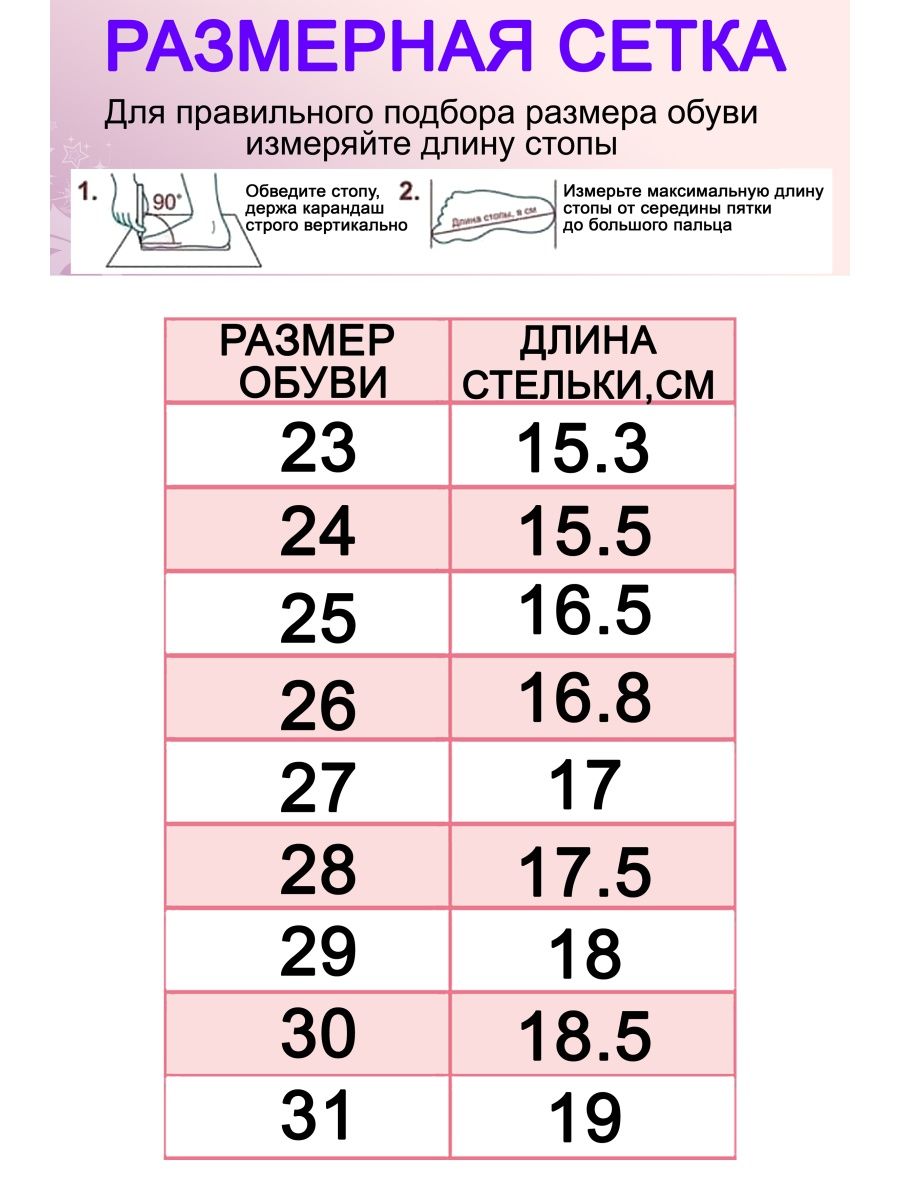 РАЗМЕРНАЯ СЕТКА
Для правильного подбора размера обуви
измеряйте длину стопы
1.
90°
Обведите стопу,
держа карандаш
строго вертикально
2.
Длина стопы, в см
Измерьте максимальную длину
стопы от середины пятки
до большого пальца
РАЗМЕР ОБУВИ ДЛИНА СТЕЛЬКИ,СМ
23 15.3
24 15.5
25 16.5
26 16.8
27 17
28 17.5
29 18
30 18.5
31 19